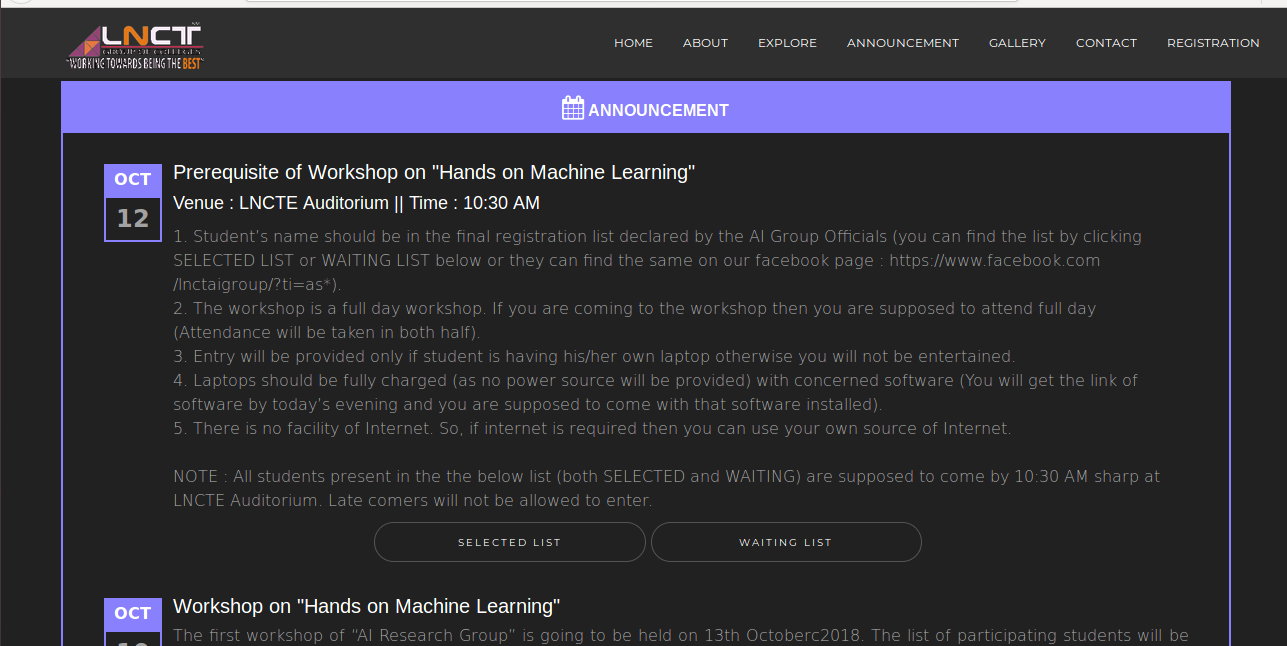 LNCT
GROUP OF COLLEGES
"WORKING TOWARDS BEING THE BEST"
HOME ABOUT EXPLORE ANNOUNCEMENT GALLERY CONTACT REGISTRATION
ANNOUNCEMENT
OCT
12
Prerequisite of Workshop on "Hands on Machine Learning"
Venue : LNCTE Auditorium || Time : 10:30 AM
1. Student's name should be in the final registration list declared by the AI Group Officials (you can find the list by clicking
SELECTED LIST or WAITING LIST below or they can find the same on our facebook page : https://www.facebook.com
/lnctaigroup/?ti=as*).
2. The workshop is a full day workshop. If you are coming to the workshop then you are supposed to attend full day
(Attendance will be taken in both half).
3. Entry will be provided only if student is having his/her own laptop otherwise you will not be entertained.
4. Laptops should be fully charged (as no power source will be provided) with concerned software (You will get the link of
software by today's evening and you are supposed to come with that software installed).
5. There is no facility of Internet. So, if internet is required then you can use your own source of Internet.
NOTE : All students present in the the below list (both SELECTED and WAITING) are supposed to come by 10:30 AM sharp at
LNCTE Auditorium. Late comers will not be allowed to enter.
SELECTED LIST WAITING LIST
OCT
Workshop on "Hands on Machine Learning"
The first workshop of "AI Research Group" is going to be held on 13th Octoberc2018. The list of participating students will be